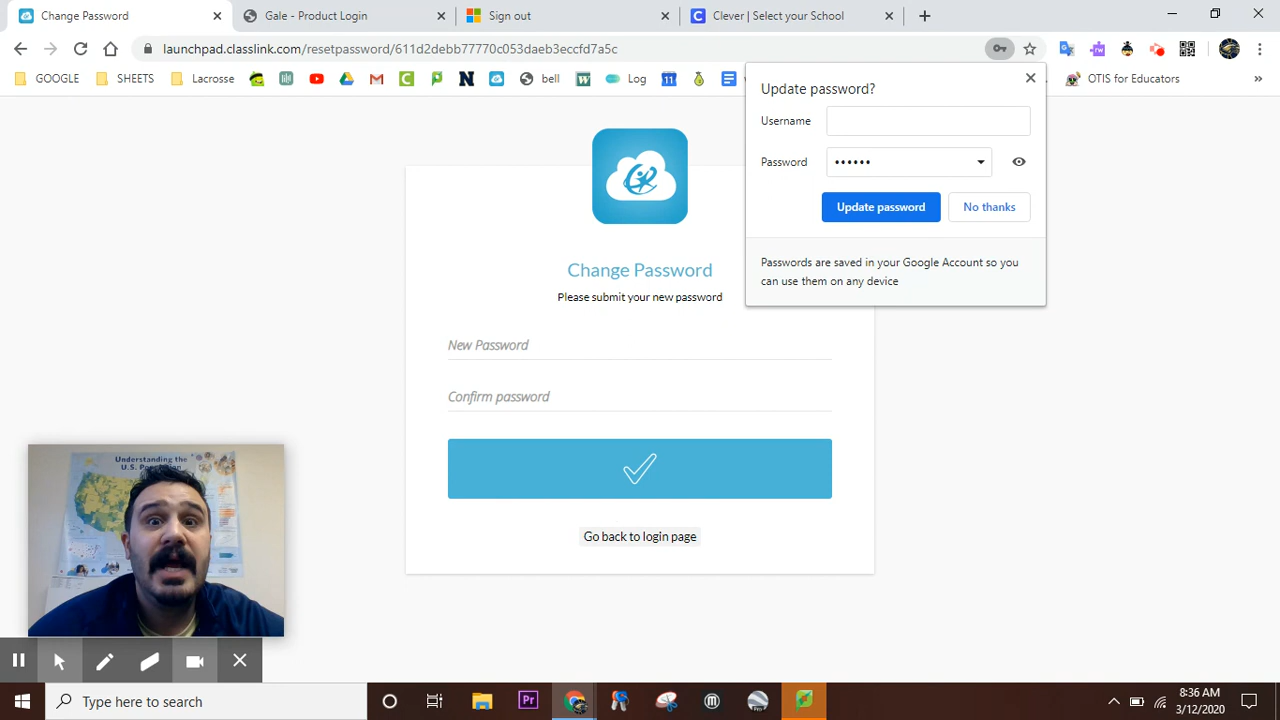 Change Password
Gale - Product Login
Sign out
Clever | Select your School
launchpad.classlink.com/resetpassword/611d2debb77770c053daeb3eccfd7a5c
GOOGLE
SHEETS
Lacrosse
bell
Log
OTIS for Educators
Update password?
Username
Password
Update password
No thanks
Passwords are saved in your Google Account so you
can use them on any device
Change Password
Please submit your new password
New Password
Confirm password
Go back to login page
Understanding the
Type here to search
Pr
8:36 AM
3/12/2020